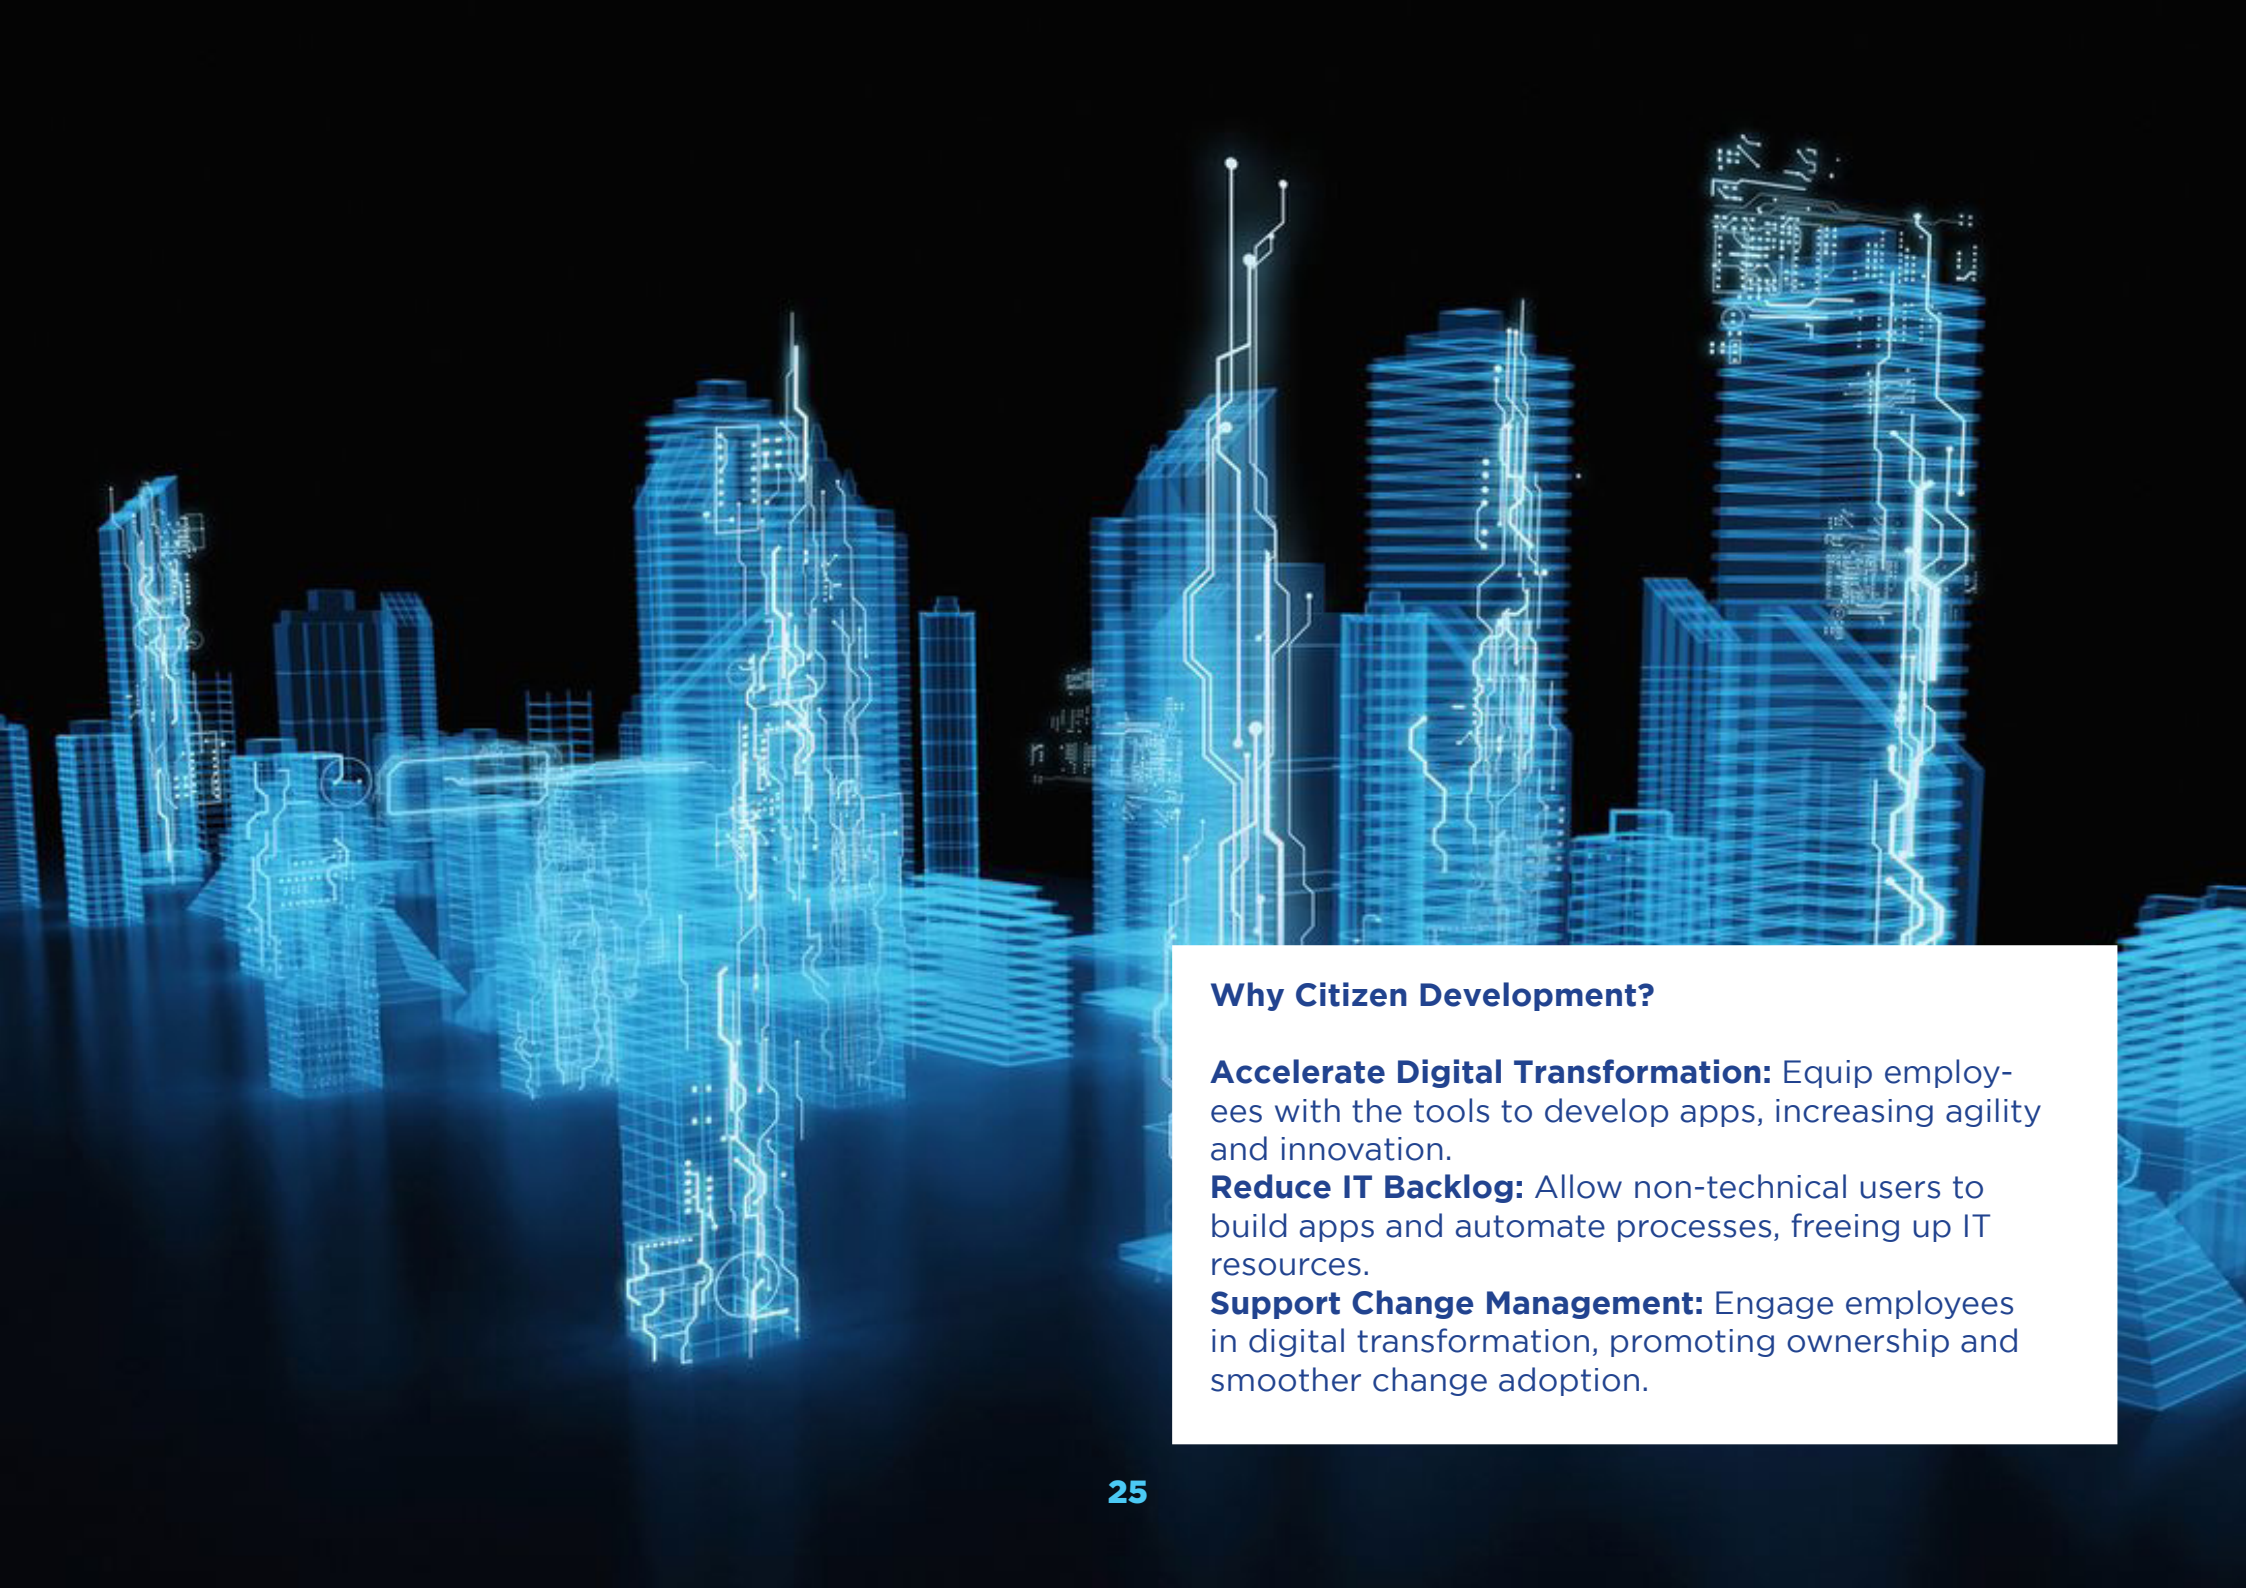 Why Citizen Development?
Accelerate Digital Transformation: Equip employ-
ees with the tools to develop apps, increasing agility
and innovation.
Reduce IT Backlog: Allow non-technical users to
build apps and automate processes, freeing up IT
resources.
Support Change Management: Engage employees
in digital transformation, promoting ownership and
smoother change adoption.
25